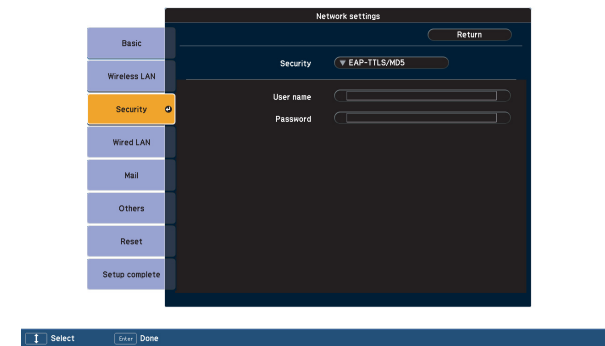 Network settings
Return
Basic
Security ▼ EAP-TTLS/MD5
Wireless LAN
User name
Security
Password
Wired LAN
Mail
Others
Reset
Setup complete
Select Enter Done